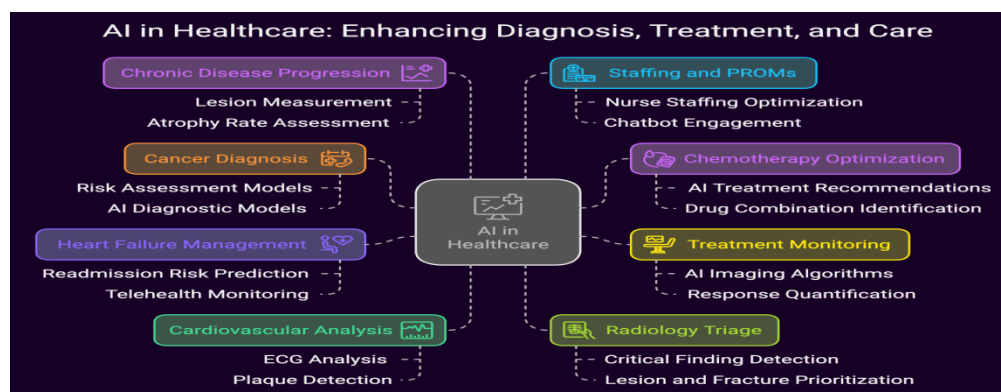 AI in Healthcare: Enhancing Diagnosis, Treatment, and Care
Chronic Disease Progression
Lesion Measurement
Atrophy Rate Assessment
Cancer Diagnosis
Risk Assessment Models
AI Diagnostic Models
Heart Failure Management
Readmission Risk Prediction
Telehealth Monitoring
Cardiovascular Analysis
ECG Analysis
Plaque Detection
AI in
Healthcare
Staffing and PROMs
Nurse Staffing Optimization
Chatbot Engagement
Chemotherapy Optimization
AI Treatment Recommendations
Drug Combination Identification
Treatment Monitoring
AI Imaging Algorithms
Response Quantification
Radiology Triage
Critical Finding Detection
Lesion and Fracture Prioritization